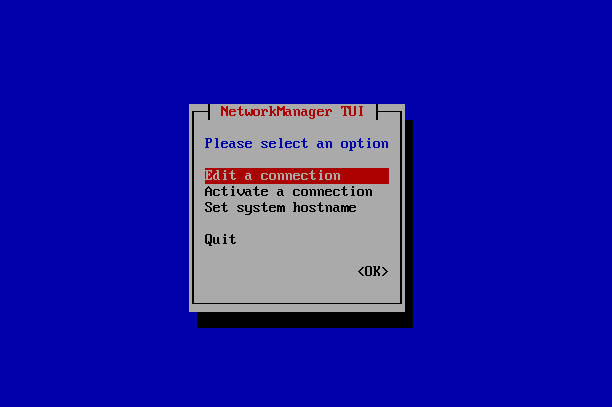 NetworkManager TUI
Please select an option
Edit a connection
Activate a connection
Set system hostname
Quit
<OK>